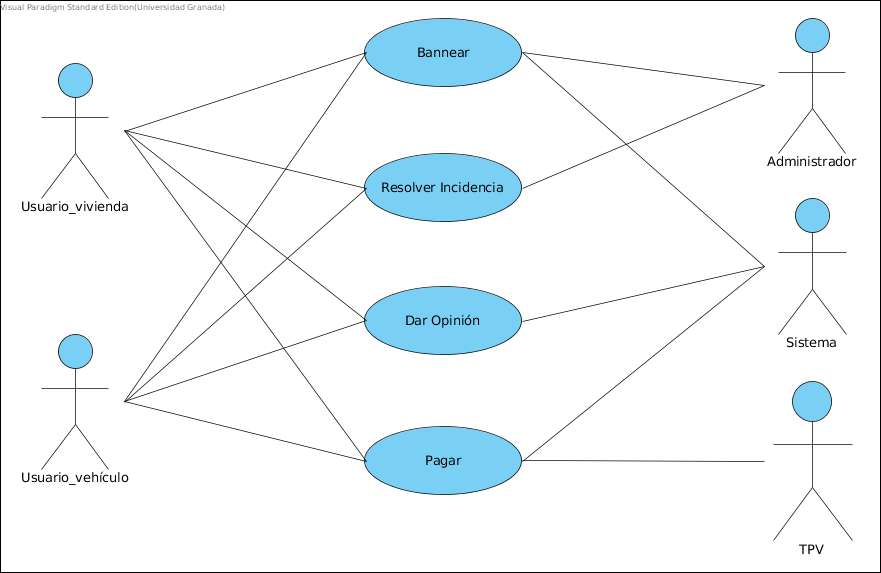 Visual Paradigm Standard Edition(Universidad Granada)
Bannear
Administrador
Usuario_vivienda
Resolver Incidencia
Sistema
Dar Opinión
Usuario_vehículo
Pagar
TPV